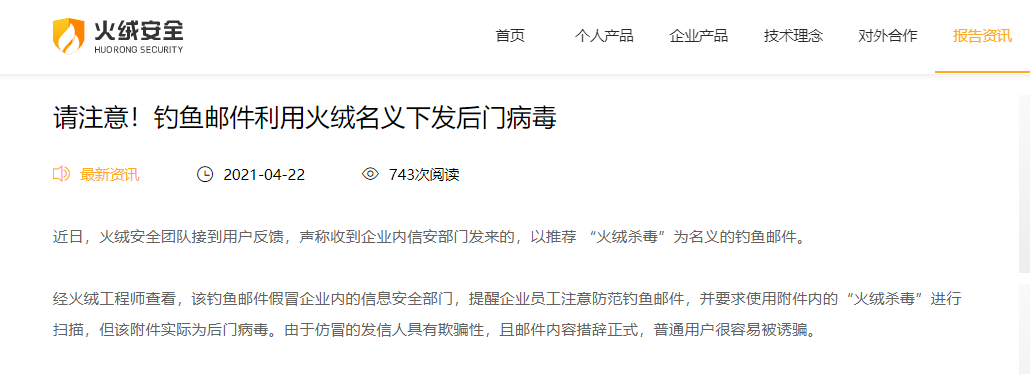 火绒安全
HUORONG SECURITY
首页 个人产品 企业产品 技术理念 对外合作 报告资讯
请注意！钓鱼邮件利用火绒名义下发后门病毒
最新资讯 2021-04-22 743次阅读
近日，火绒安全团队接到用户反馈，声称收到企业内信安部门发来的，以推荐 “火绒杀毒”为名义的钓鱼邮件。
经火绒工程师查看，该钓鱼邮件假冒企业内的信息安全部门，提醒企业员工注意防范钓鱼邮件，并要求使用附件内的“火绒杀毒”进行
扫描，但该附件实际为后门病毒。由于仿冒的发信人具有欺骗性，且邮件内容措辞正式，普通用户很容易被诱骗。